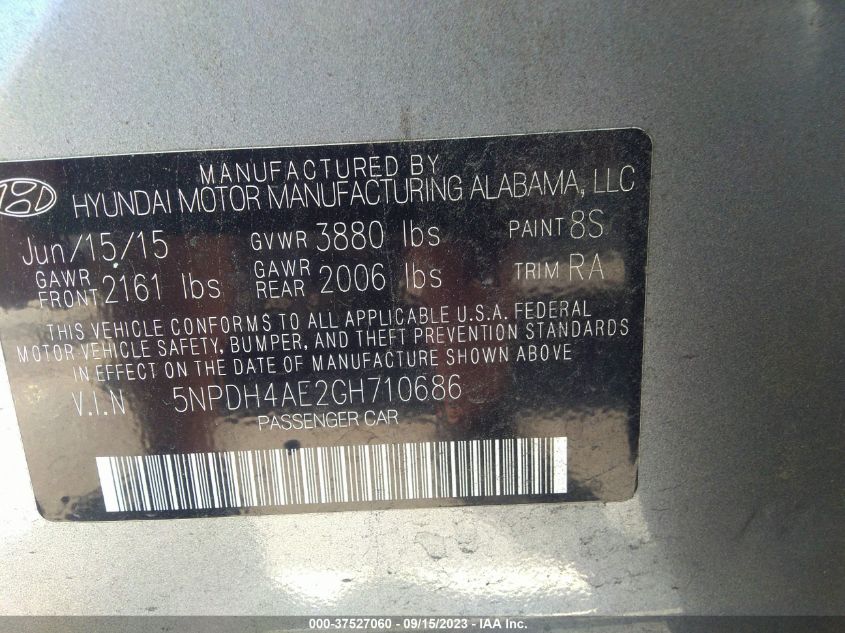 MANUFACTURED BY
HYUNDAI MOTOR MANUFACTURING ALABAMA, LLC
Jun/15/15 GVWR 3880 lbs PAINT 8S
GAWR FRONT 2161 lbs GAWR REAR 2006 lbs TRIM RA
THIS VEHICLE CONFORMS TO ALL APPLICABLE U.S.A. FEDERAL
MOTOR VEHICLE SAFETY, BUMPER, AND THEFT PREVENTION STANDARDS
IN EFFECT ON THE DATE OF MANUFACTURE SHOWN ABOVE
V.I.N 5NPDH4AE2GH710686
PASSENGER CAR
000-37527060 - 09/15/2023 - IAA Inc.